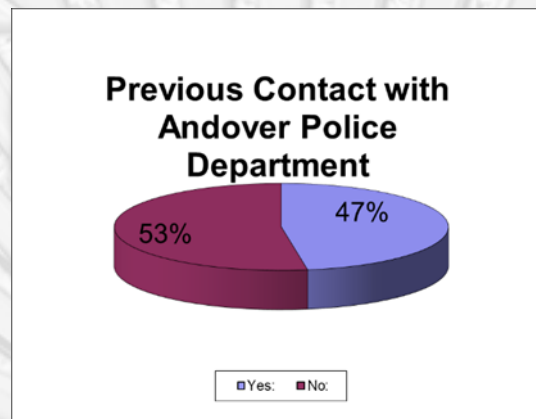 Previous Contact with
Andover Police
Department
47%
53%
Yes: No: